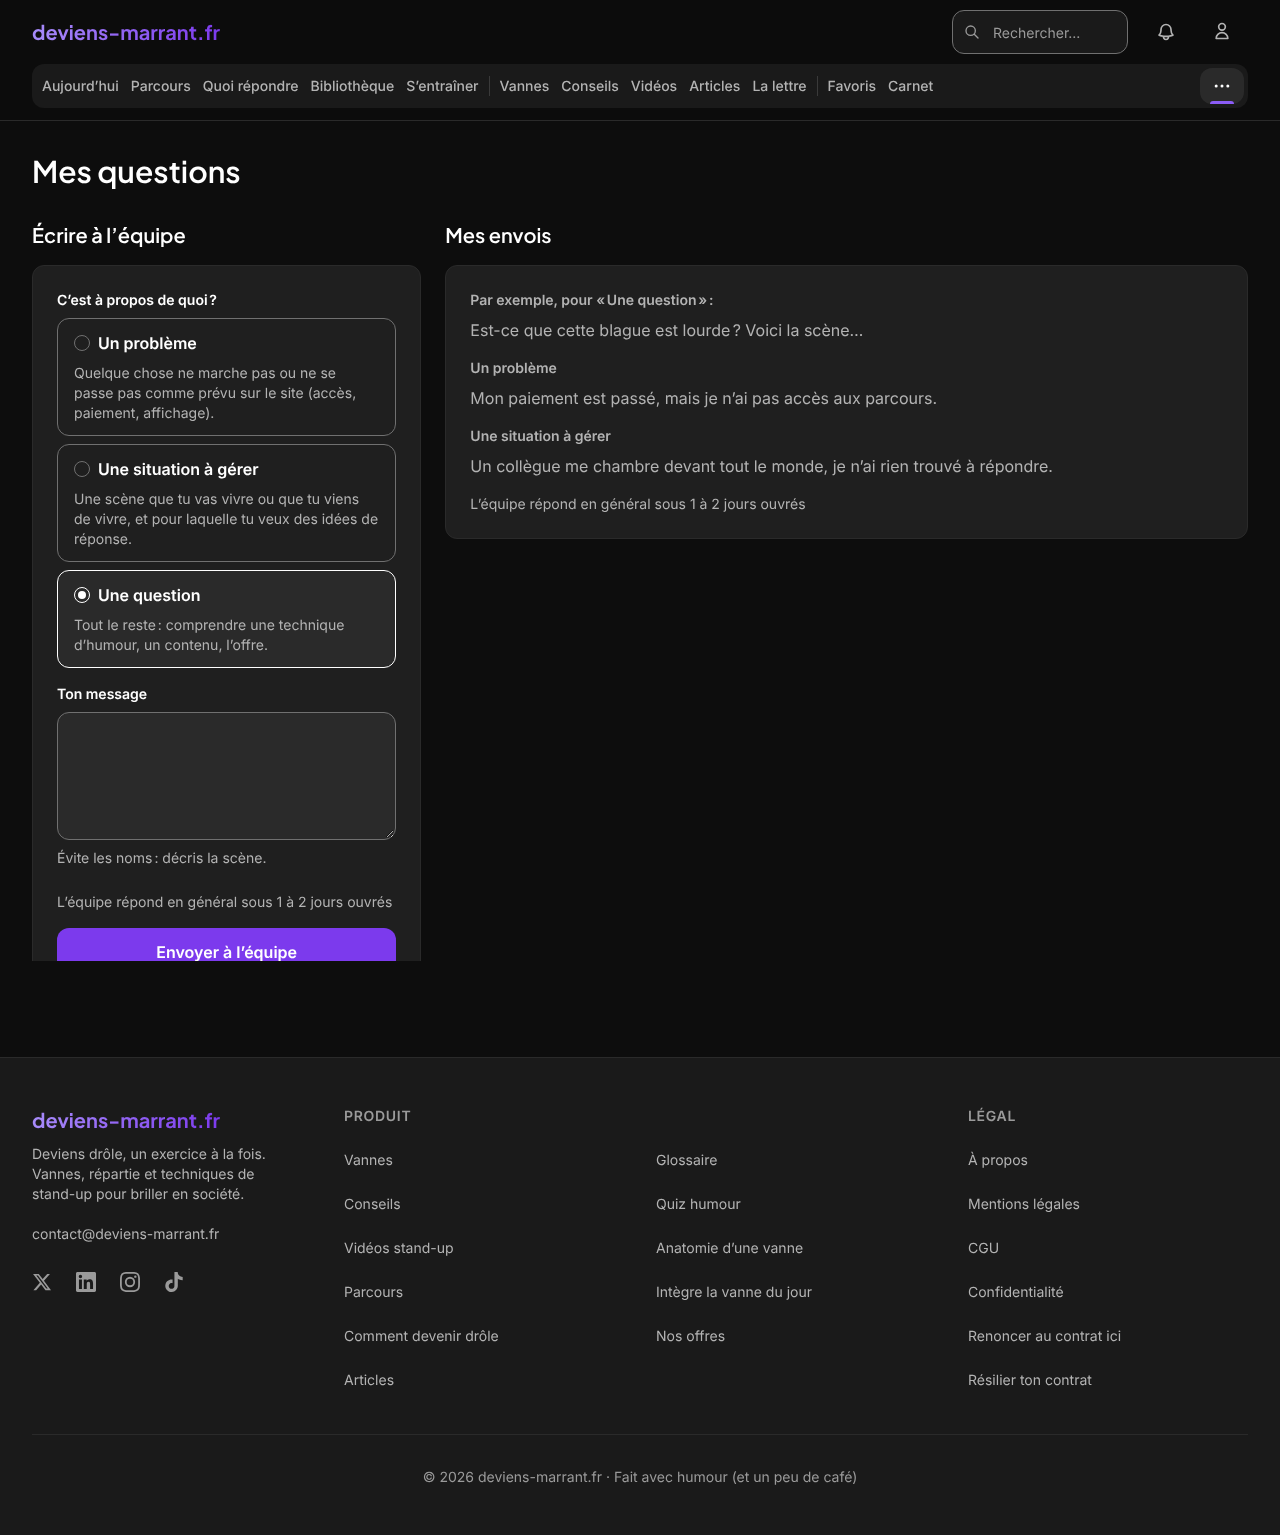 deviens-marrant.fr
Rechercher...
Aujourd’hui Parcours Quoi répondre Bibliothèque S’entraîner Vannes Conseils Vidéos Articles La lettre Favoris Carnet
Mes questions
Écrire à l’équipe
C’est à propos de quoi ?
Un problème
Quelque chose ne marche pas ou ne se
passe pas comme prévu sur le site (accès,
paiement, affichage).
Une situation à gérer
Une scène que tu vas vivre ou que tu viens
de vivre, et pour laquelle tu veux des idées de
réponse.
Une question
Tout le reste : comprendre une technique
d’humour, un contenu, l’offre.
Ton message
Évite les noms : décris la scène.
L’équipe répond en général sous 1 à 2 jours ouvrés
Envoyer à l’équipe
Mes envois
Par exemple, pour « Une question » :
Est-ce que cette blague est lourde ? Voici la scène…
Un problème
Mon paiement est passé, mais je n’ai pas accès aux parcours.
Une situation à gérer
Un collègue me chambre devant tout le monde, je n’ai rien trouvé à répondre.
L’équipe répond en général sous 1 à 2 jours ouvrés
deviens-marrant.fr
Deviens drôle, un exercice à la fois.
Vannes, répartie et techniques de
stand-up pour briller en société.
contact@deviens-marrant.fr
PRODUIT
Vannes
Conseils
Vidéos stand-up
Parcours
Comment devenir drôle
Articles
Glossaire
Quiz humour
Anatomie d’une vanne
Intègre la vanne du jour
Nos offres
LÉGAL
À propos
Mentions légales
CGU
Confidentialité
Renoncer au contrat ici
Résilier ton contrat
© 2026 deviens-marrant.fr · Fait avec humour (et un peu de café)